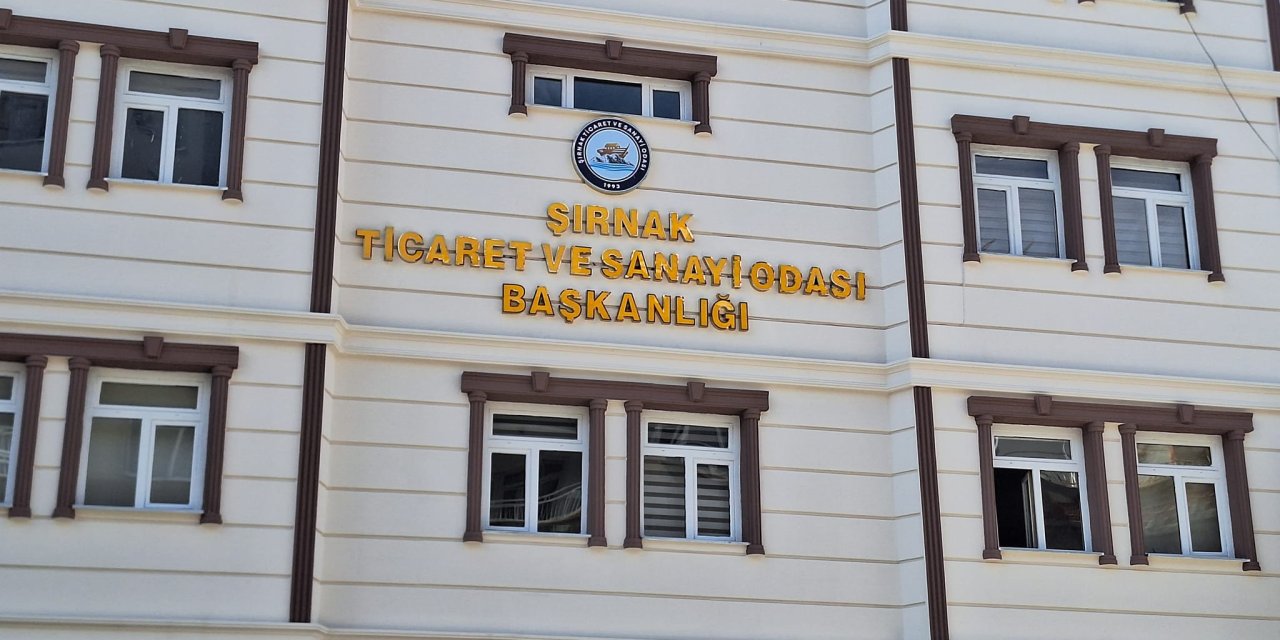 ŞIRNAK TİCARET VE SANAYİ ODASI
1993
ŞIRNAK
TİCARET VE SANAYİ ODASI
BAŞKANLIĞI